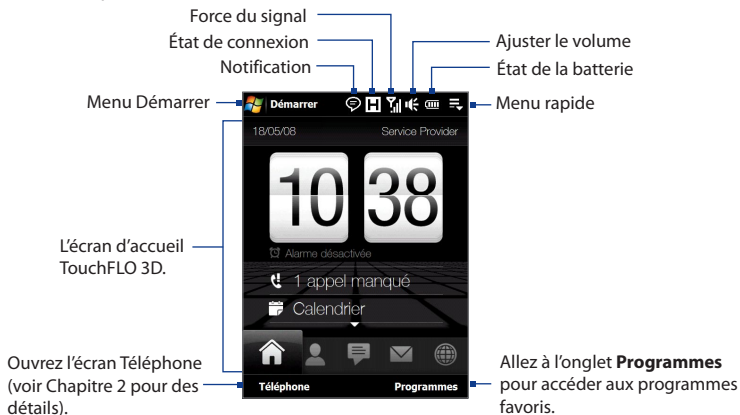 Force du signal
État de connexion
Notification
Ajuster le volume
État de la batterie
Menu Démarrer
Démarrer
H
Menu rapide
18/05/08
Service Provider
10 38
Alarme désactivée
L'écran d'accueil
TouchFLO 3D.
1 appel manqué
Calendrier
Ouvrez l'écran Téléphone
(voir Chapitre 2 pour des
détails).
Téléphone
Programmes
Allez à l'onglet Programmes
pour accéder aux programmes
favoris.